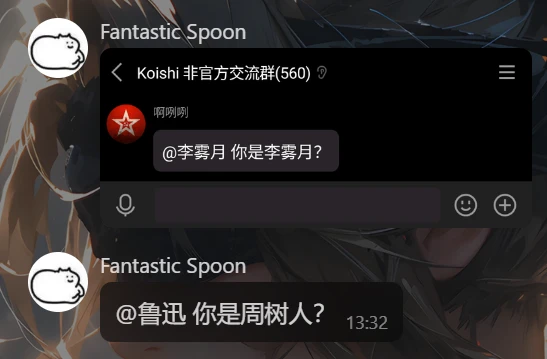 Fantastic Spoon
Koishi 非官方交流群(560)
啊咧咧
@李雾月 你是李雾月？
Fantastic Spoon
@鲁迅 你是周树人？
13:32